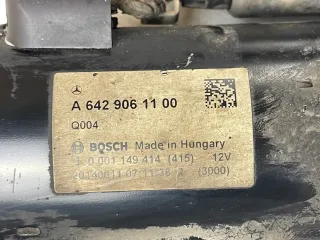 A 642 906 11 00
Q004
BOSCH Made in Hungary
0 001 149 414 (415) 12V
(3000)